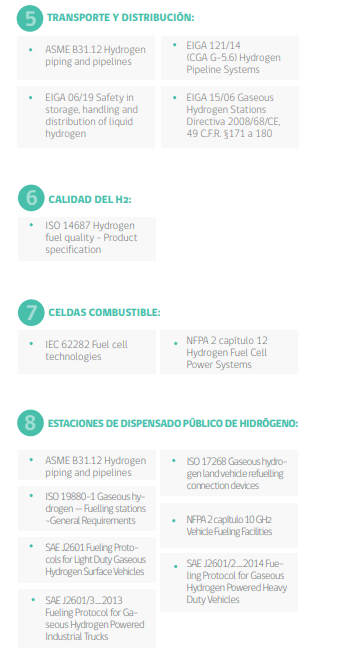 5 TRANSPORTE Y DISTRIBUCIÓN:
• ASME B31.12 Hydrogen
piping and pipelines
• EIGA 121/14
(CGA G-5.6) Hydrogen
Pipeline Systems
• EIGA 06/19 Safety in
storage, handling and
distribution of liquid
hydrogen
• EIGA 15/06 Gaseous
Hydrogen Stations
Directiva 2008/68/CE,
49 C.F.R. §171 a 180
6 CALIDAD DEL H2:
• ISO 14687 Hydrogen
fuel quality - Product
specification
7 CELDAS COMBUSTIBLE:
• IEC 62282 Fuel cell
technologies
• NFPA 2 capítulo 12
Hydrogen Fuel Cell
Power Systems
8 ESTACIONES DE DISPENSADO PÚBLICO DE HIDRÓGENO:
• ASME B31.12 Hydrogen
piping and pipelines
• ISO 19880-1 Gaseous hy-
drogen — Fuelling stations
-General Requirements
• SAE J2601 Fueling Proto-
cols for Light Duty Gaseous
Hydrogen Surface Vehicles
• SAE J2601/3_2013
Fueling Protocol for Ga-
seous Hydrogen Powered
Industrial Trucks
• ISO 17268 Gaseous hydro-
gen land vehicle refuelling
connection devices
• NFPA 2 capítulo 10 GH2
Vehicle Fueling Facilities
• SAE J2601/2_2014 Fue-
ling Protocol for Gaseous
Hydrogen Powered Heavy
Duty Vehicles